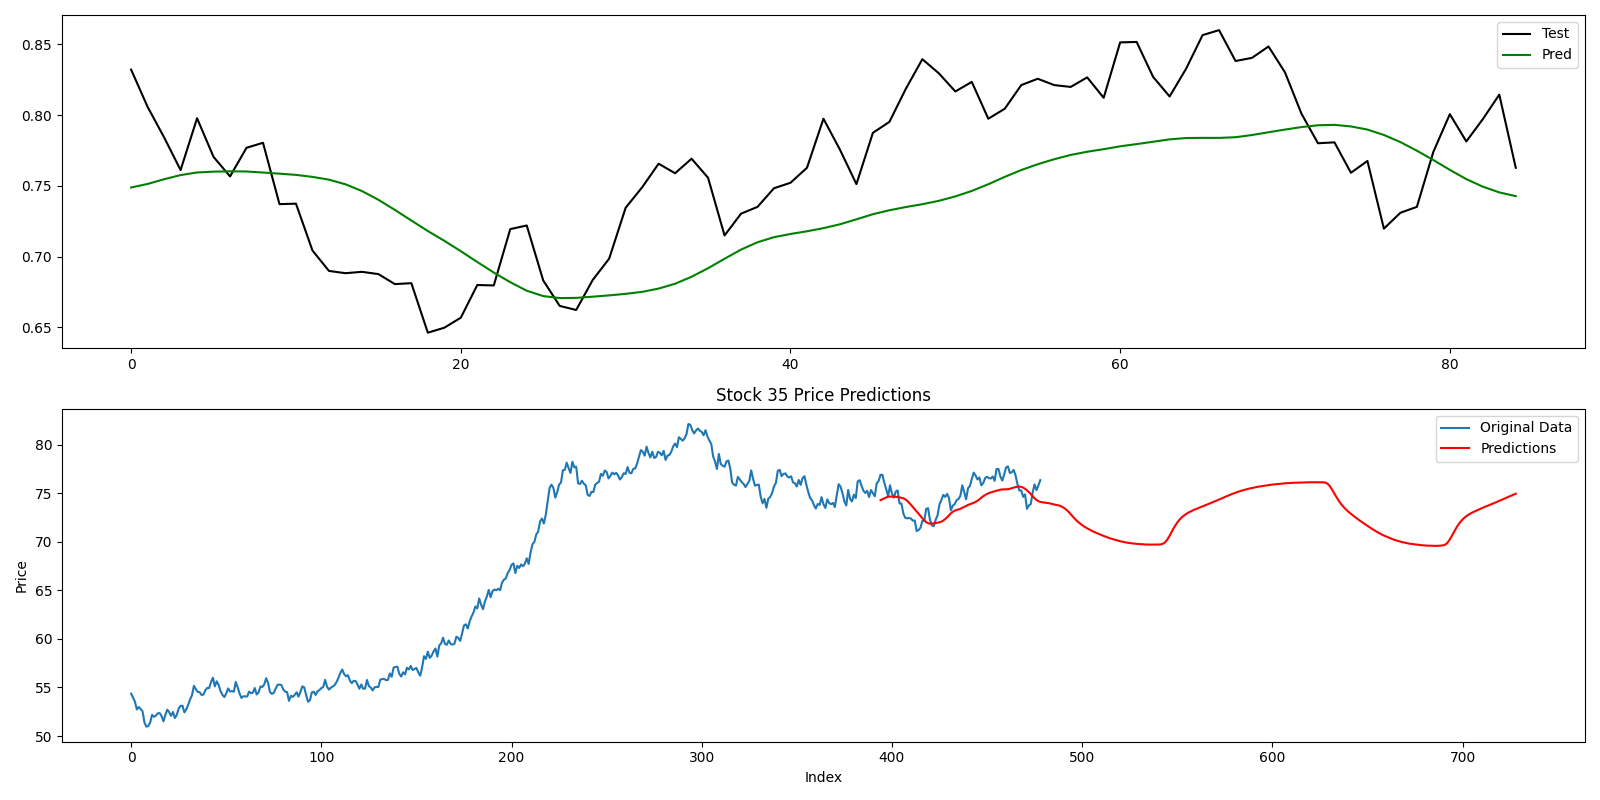 0.85
0.80
0.75
0.70
0.65
Test
Pred
0 20 40 60 80
Stock 35 Price Predictions
80
75
70
65
60
55
50
Price
Original Data
Predictions
0 100 200 300 400 500 600 700
Index